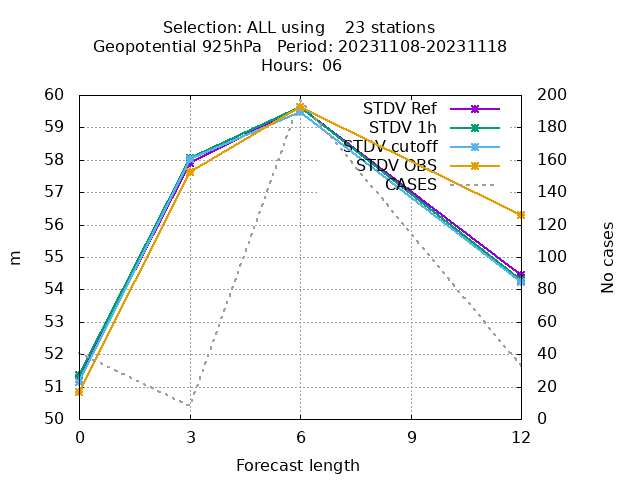 Selection: ALL using    23 stations
Geopotential 925hPa   Period: 20231108-20231118
Hours: 06
STDV Ref
STDV 1h
STDV cutoff
STDV OBS
CASES
60
59
58
57
56
55
54
53
52
51
50
200
180
160
140
120
100
80
60
40
20
0
m
No cases
0 3 6 9 12
Forecast length